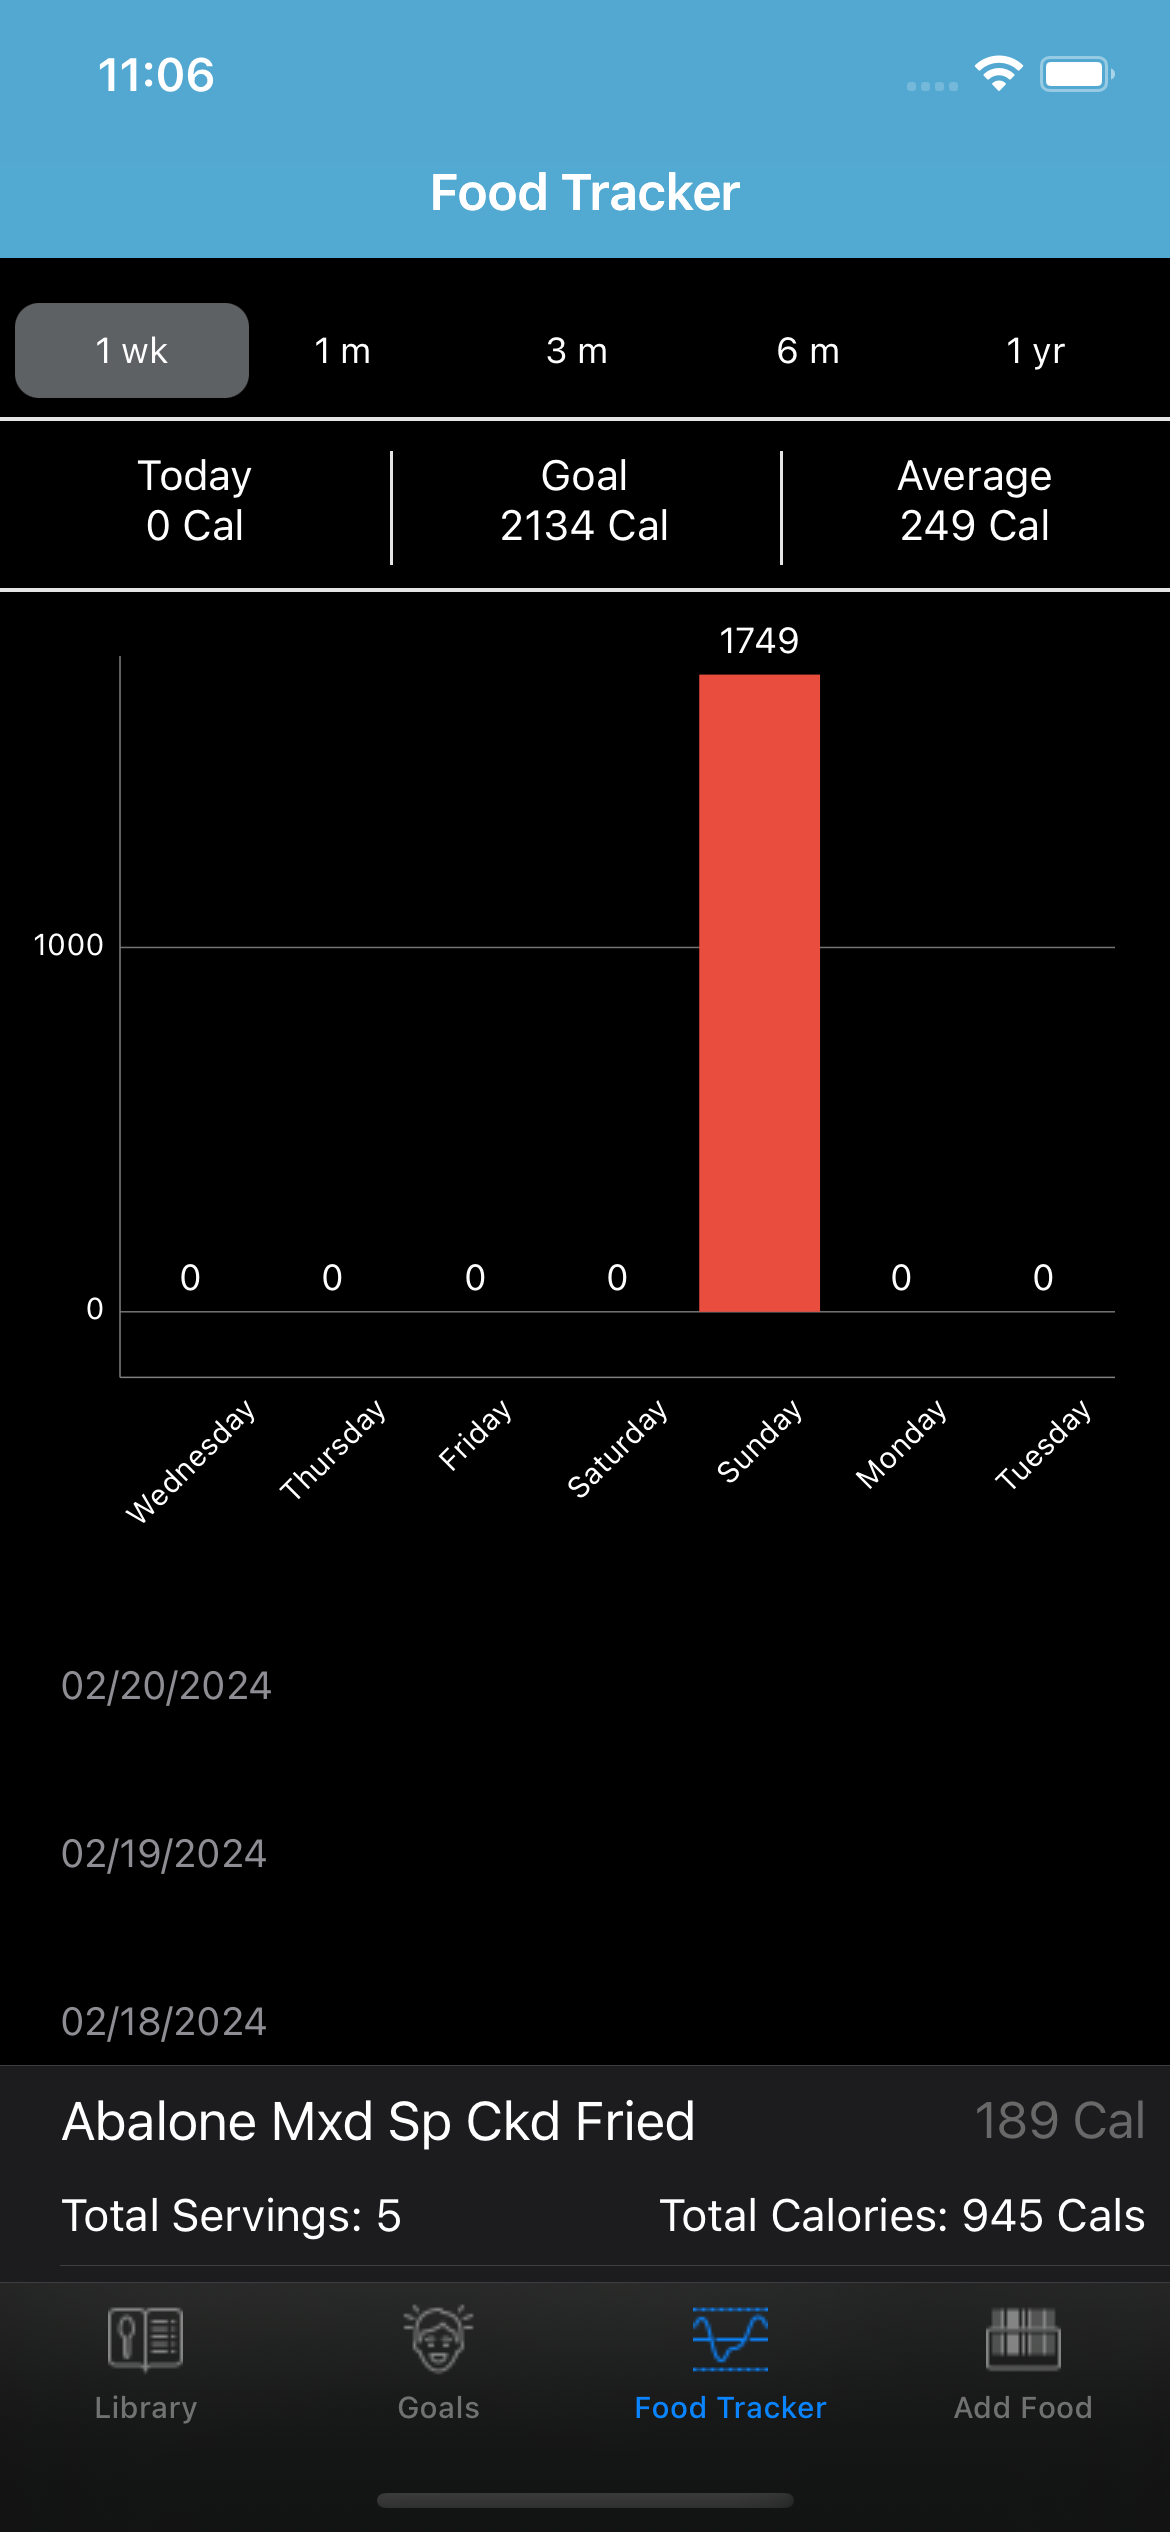 11:06
Food Tracker
1 wk 1 m 3 m 6 m 1 yr
Today Goal Average
0 Cal 2134 Cal 249 Cal
1749
1000
0 0 0 0 0 0
0
Wednesday Thursday Friday Saturday Sunday Monday Tuesday
02/20/2024
02/19/2024
02/18/2024
Abalone Mxd Sp Ckd Fried 189 Cal
Total Servings: 5 Total Calories: 945 Cals
Library Goals Food Tracker Add Food